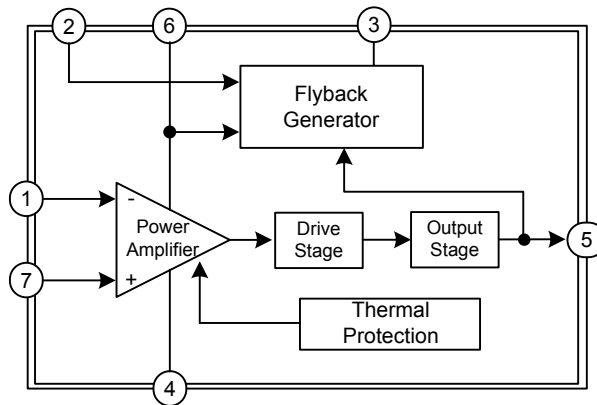 2
6
3
Flyback
Generator
1
-
Power
Amplifier
+
7
Drive
Stage
Output
Stage
5
Thermal
Protection
4